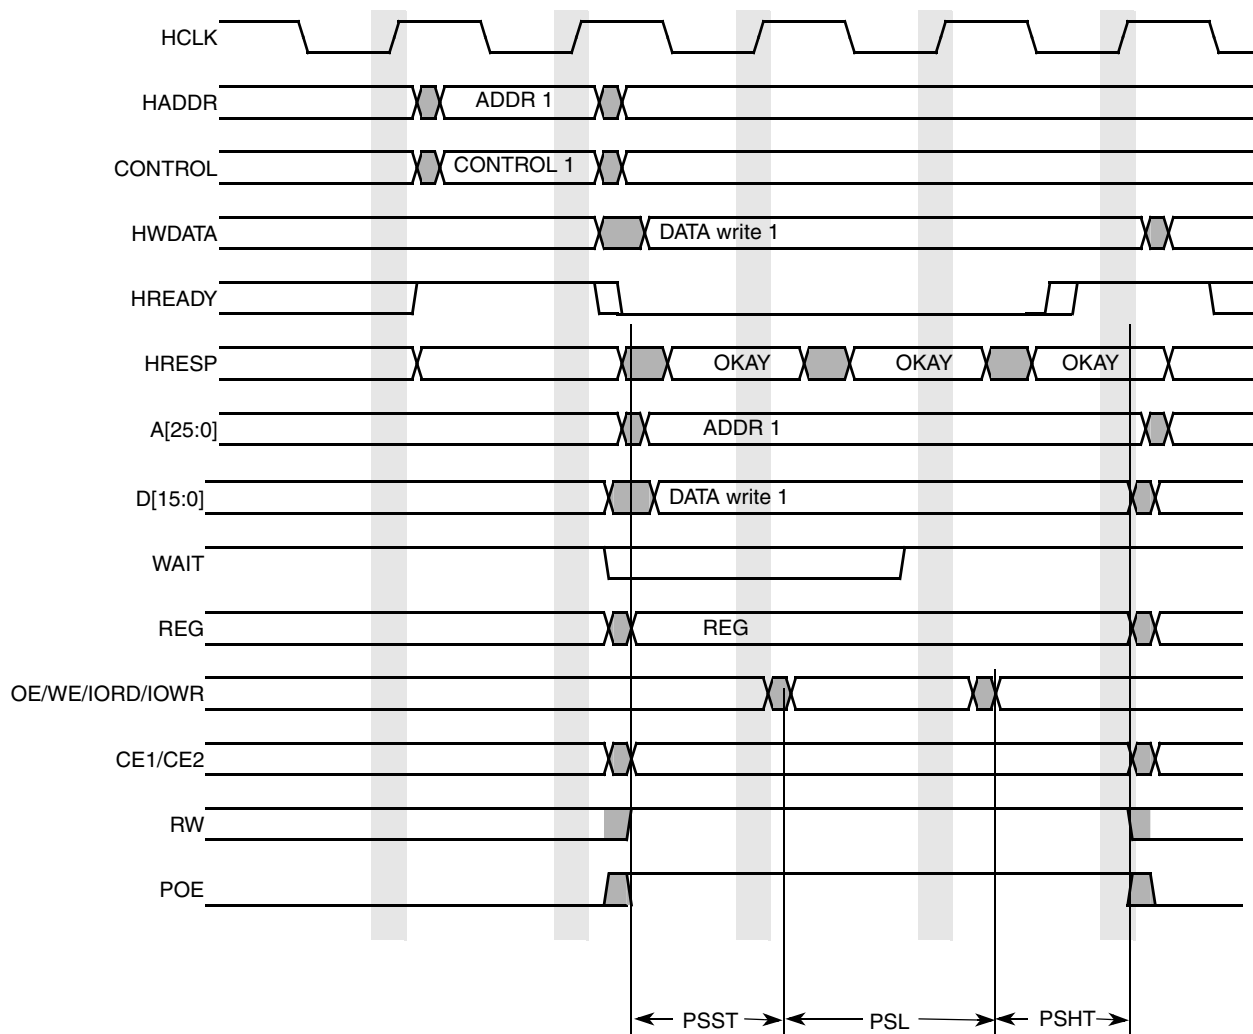 HCLK
HADDR ADDR 1
CONTROL CONTROL 1
HWDATA DATA write 1
HREADY
HRESP OKAY OKAY OKAY
A[25:0] ADDR 1
D[15:0] DATA write 1
WAIT
REG REG
OE/WE/IORD/IOWR
CE1/CE2
RW
POE
PSST PSL PSHT